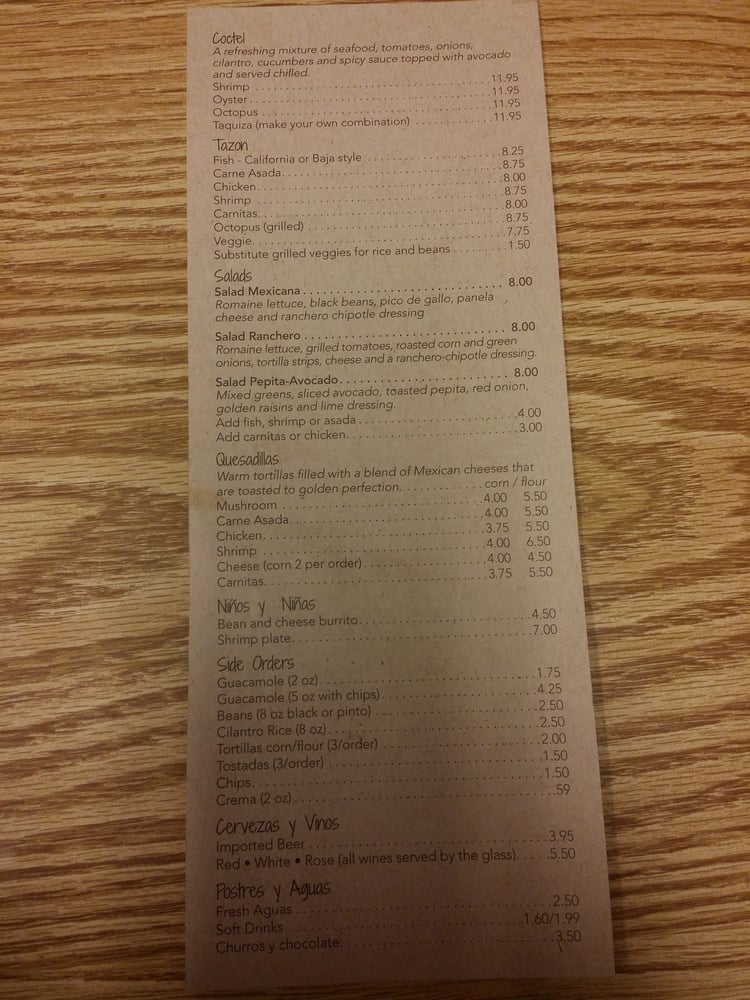 Coctel
A refreshing mixture of seafood, tomatoes, onions,
cilantro, cucumbers and spicy sauce topped with avocado
and served chilled.
Shrimp 11.95
Oyster 11.95
Octopus 11.95
Taquiza (make your own combination) 11.95
Tazon
Fish - California or Baja style 8.25
Carne Asada 8.75
Chicken 8.00
Shrimp 8.75
Carnitas 8.00
Octopus (grilled) 8.75
Veggie 7.75
Substitute grilled veggies for rice and beans 1.50
Salads
Salad Mexicana 8.00
Romaine lettuce, black beans, pico de gallo, panela
cheese and ranchero chipotle dressing
Salad Ranchero 8.00
Romaine lettuce, grilled tomatoes, roasted corn and green
onions, tortilla strips, cheese and a ranchero-chipotle dressing.
Salad Pepita-Avocado 8.00
Mixed greens, sliced avocado, toasted pepita, red onion,
golden raisins and lime dressing.
Add fish, shrimp or asada 4.00
Add carnitas or chicken 3.00
Quesadillas
Warm tortillas filled with a blend of Mexican cheeses that
are toasted to golden perfection. corn / flour
Mushroom 4.00 5.50
Carne Asada 4.00 5.50
Chicken 3.75 5.50
Shrimp 4.00 6.50
Cheese (corn 2 per order) 4.00 4.50
Carnitas 3.75 5.50
Niños y Niñas
Bean and cheese burrito 4.50
Shrimp plate 7.00
Side Orders
Guacamole (2 oz) 1.75
Guacamole (5 oz with chips) 4.25
Beans (8 oz black or pinto) 2.50
Cilantro Rice (8 oz) 2.50
Tortillas corn/flour (3/order) 2.00
Tostadas (3/order) 1.50
Chips 1.50
Crema (2 oz) .59
Cervezas y Vinos
Imported Beer 3.95
Red • White • Rose (all wines served by the glass) 5.50
Postres y Aguas
Fresh Aguas 2.50
Soft Drinks 1.60/1.99
Churros y chocolate 3.50